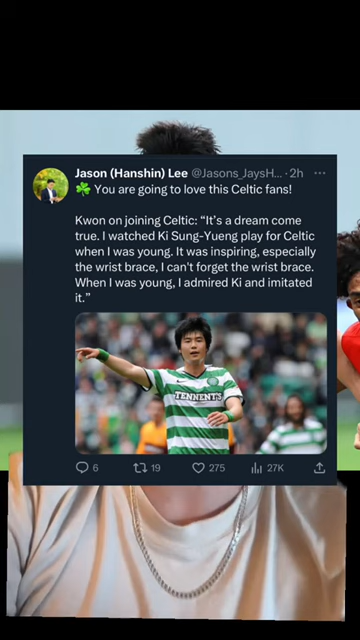 Jason (Hanshin) Lee @Jasons_JaysH... · 2h ...
☘️ You are going to love this Celtic fans!
Kwon on joining Celtic: “It's a dream come
true. I watched Ki Sung-Yueng play for Celtic
when I was young. It was inspiring, especially
the wrist brace, I can't forget the wrist brace.
When I was young, I admired Ki and imitated
it.”
TENNENT'S
6 19 275 27K